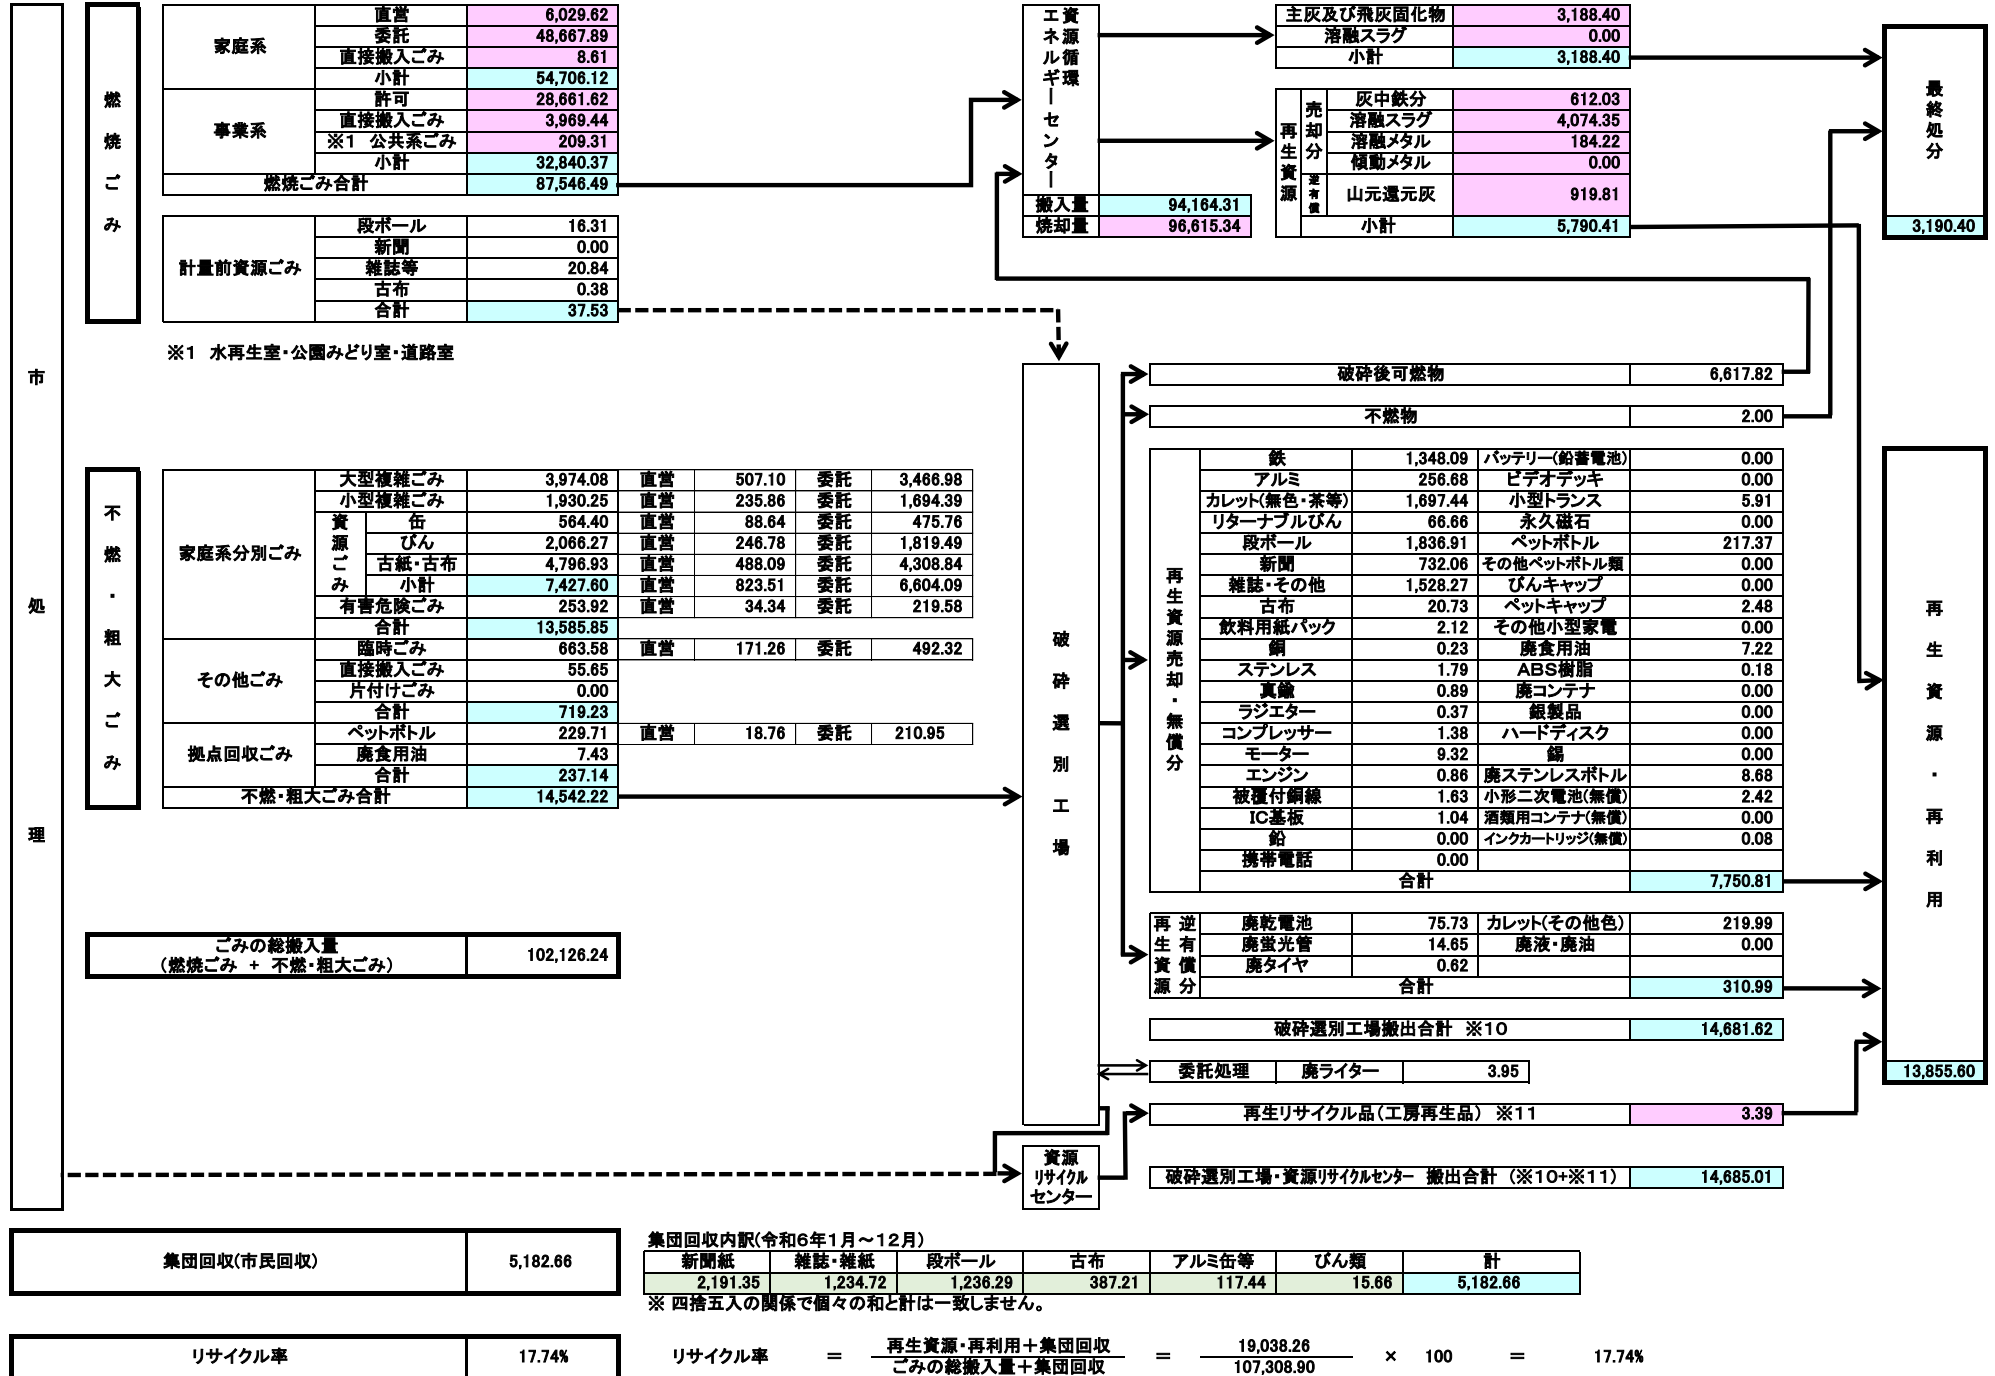 市処理
燃焼ごみ
家庭系 直営 6,029.62
委託 48,667.89
直接搬入ごみ 8.61
小計 54,706.12
事業系 許可 28,661.62
直接搬入ごみ 3,969.44
※1 公共系ごみ 209.31
小計 32,840.37
燃焼ごみ合計 87,546.49
計量前資源ごみ 段ボール 16.31
新聞 0.00
雑誌等 20.84
古布 0.38
合計 37.53
※1 水再生室・公園みどり室・道路室
資源循環エネルギーセンター
搬入量 94,164.31
焼却量 96,615.34
主灰及び飛灰固化物 3,188.40
溶融スラグ 0.00
小計 3,188.40
再生資源
売却分 灰中鉄分 612.03
溶融スラグ 4,074.35
溶融メタル 184.22
傾動メタル 0.00
逆有償 山元還元灰 919.81
小計 5,790.41
最終処分
3,190.40
不燃・粗大ごみ
家庭系分別ごみ 大型複雑ごみ 3,974.08 直営 507.10 委託 3,466.98
小型複雑ごみ 1,930.25 直営 235.86 委託 1,694.39
資源ごみ 缶 564.40 直営 88.64 委託 475.76
びん 2,066.27 直営 246.78 委託 1,819.49
古紙・古布 4,796.93 直営 488.09 委託 4,308.84
小計 7,427.60 直営 823.51 委託 6,604.09
有害危険ごみ 253.92 直営 34.34 委託 219.58
合計 13,585.85
その他ごみ 臨時ごみ 663.58 直営 171.26 委託 492.32
直接搬入ごみ 55.65
片付けごみ 0.00
合計 719.23
拠点回収ごみ ペットボトル 229.71 直営 18.76 委託 210.95
廃食用油 7.43
合計 237.14
不燃・粗大ごみ合計 14,542.22
ごみの総搬入量
(燃焼ごみ + 不燃・粗大ごみ) 102,126.24
破砕選別工場
破砕後可燃物 6,617.82
不燃物 2.00
再生資源売却・無償分
鉄 1,348.09 バッテリー(鉛蓄電池) 0.00
アルミ 256.68 ビデオデッキ 0.00
カレット(無色・茶等) 1,697.44 小型トランス 5.91
リターナブルびん 66.66 永久磁石 0.00
段ボール 1,836.91 ペットボトル 217.37
新聞 732.06 その他ペットボトル類 0.00
雑誌・その他 1,528.27 びんキャップ 0.00
古布 20.73 ペットキャップ 2.48
飲料用紙パック 2.12 その他小型家電 0.00
銅 0.23 廃食用油 7.22
ステンレス 1.79 ABS樹脂 0.18
真鍮 0.89 廃コンテナ 0.00
ラジエター 0.37 銀製品 0.00
コンプレッサー 1.38 ハードディスク 0.00
モーター 9.32 錫 0.00
エンジン 0.86 廃ステンレスボトル 8.68
被覆付銅線 1.63 小形二次電池(無償) 2.42
IC基板 1.04 酒類用コンテナ(無償) 0.00
鉛 0.00 インクカートリッジ(無償) 0.08
携帯電話 0.00
合計 7,750.81
再生資源 逆有償分
廃乾電池 75.73 カレット(その他色) 219.99
廃蛍光管 14.65 廃液・廃油 0.00
廃タイヤ 0.62
合計 310.99
破砕選別工場搬出合計 ※10 14,681.62
委託処理 廃ライター 3.95
再生リサイクル品(工房再生品) ※11 3.39
資源
リサイクル
センター
破砕選別工場・資源リサイクルセンター 搬出合計 (※10+※11) 14,685.01
再生資源・再利用
13,855.60
集団回収(市民回収) 5,182.66
集団回収内訳(令和6年1月～12月)
新聞紙 雑誌・雑紙 段ボール 古布 アルミ缶等 びん類 計
2,191.35 1,234.72 1,236.29 387.21 117.44 15.66 5,182.66
※ 四捨五入の関係で個々の和と計は一致しません。
リサイクル率 17.74%
リサイクル率 = 再生資源・再利用+集団回収 = 19,038.26 × 100 = 17.74%
ごみの総搬入量+集団回収 107,308.90